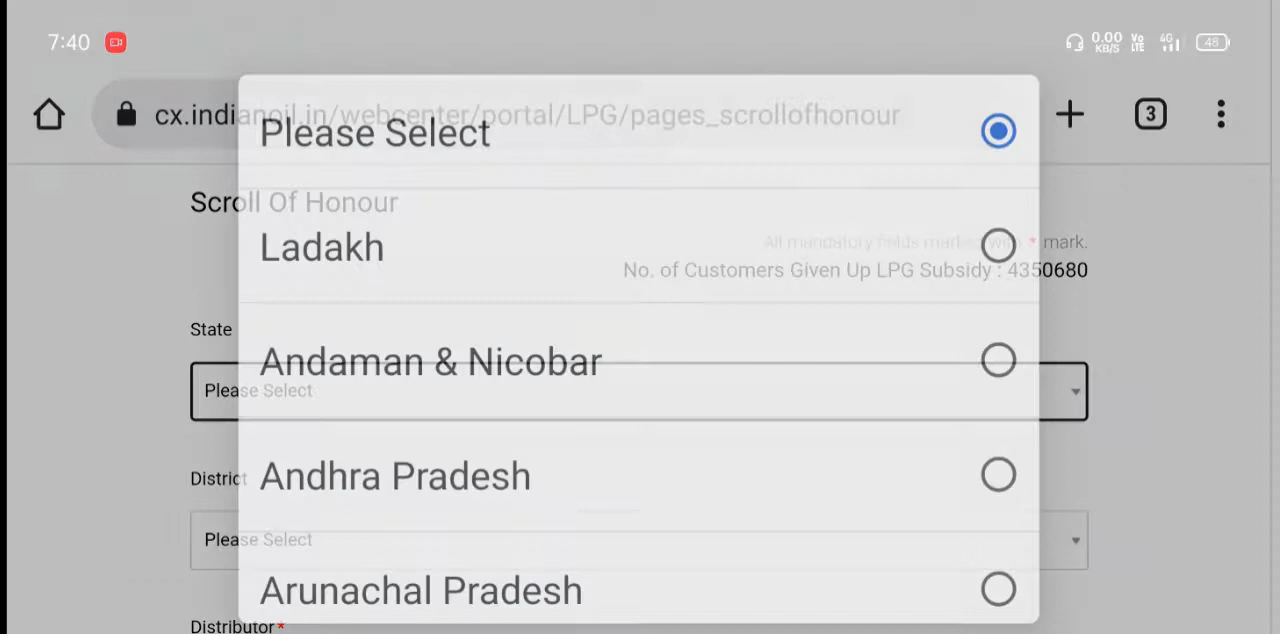 7:40 0.00 KB/S Vo LTE 4G 48
cx.indianoil.in/webcenter/portal/LPG/pages_scrollofhonour 3
Please Select
Scroll Of Honour
Ladakh
All mandatory fields marked with * mark.
No. of Customers Given Up LPG Subsidy : 4350680
State
Andaman & Nicobar
Please Select
Andhra Pradesh
District
Please Select
Arunachal Pradesh
Distributor*